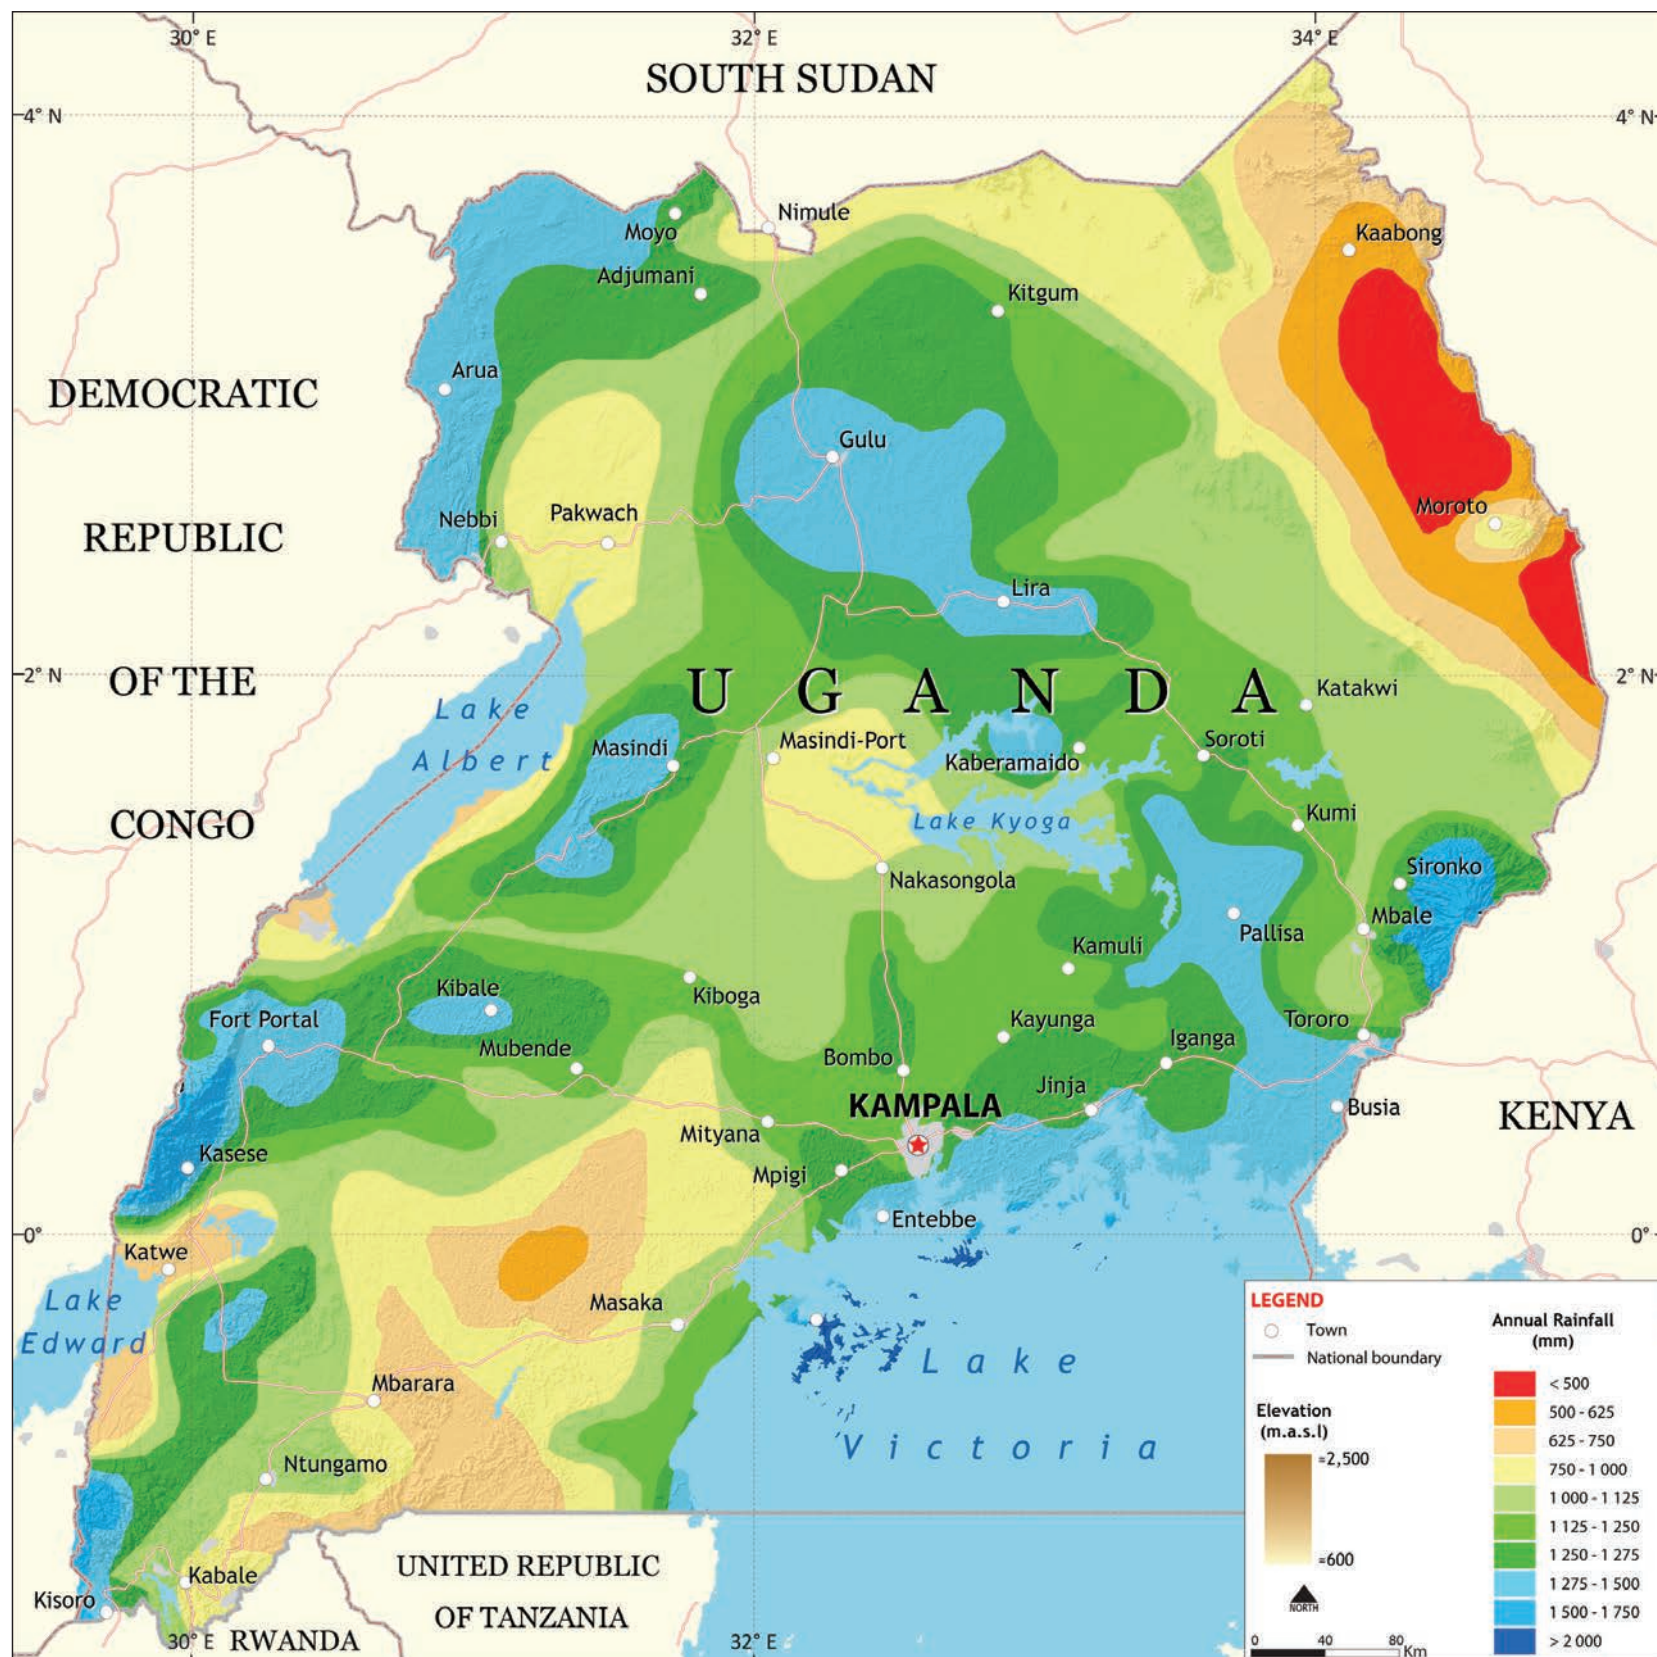 30° E
32° E
34° E
SOUTH SUDAN
4° N
4° N
Nimule
Moyo
Kaabong
Adjumani
Kitgum
Arua
DEMOCRATIC
Gulu
Moroto
Nebbi
Pakwach
REPUBLIC
Lira
OF THE
2° N
2° N
UGANDA
Katakwi
Lake
Albert
Masindi
Masindi-Port
Kaberamaido
Soroti
CONGO
Lake Kyoga
Kumi
Nakasongola
Sironko
Mbale
Pallisa
Kamuli
Kibale
Kiboga
Fort Portal
Kayunga
Tororo
Mubende
Bombo
Iganga
Jinja
KAMPALA
Busia
KENYA
Mityana
Kasese
Mpigi
Entebbe
0°
0°
Katwe
Lake
Edward
Masaka
Lake
Victoria
Mbarara
Ntungamo
Kabale
Kisoro
UNITED REPUBLIC
OF TANZANIA
30° E
RWANDA
32° E
LEGEND
Town
National boundary
Elevation
(m.a.s.l)
=2,500
=600
NORTH
0 40 80 Km
Annual Rainfall
(mm)
< 500
500 - 625
625 - 750
750 - 1 000
1 000 - 1 125
1 125 - 1 250
1 250 - 1 275
1 275 - 1 500
1 500 - 1 750
> 2 000